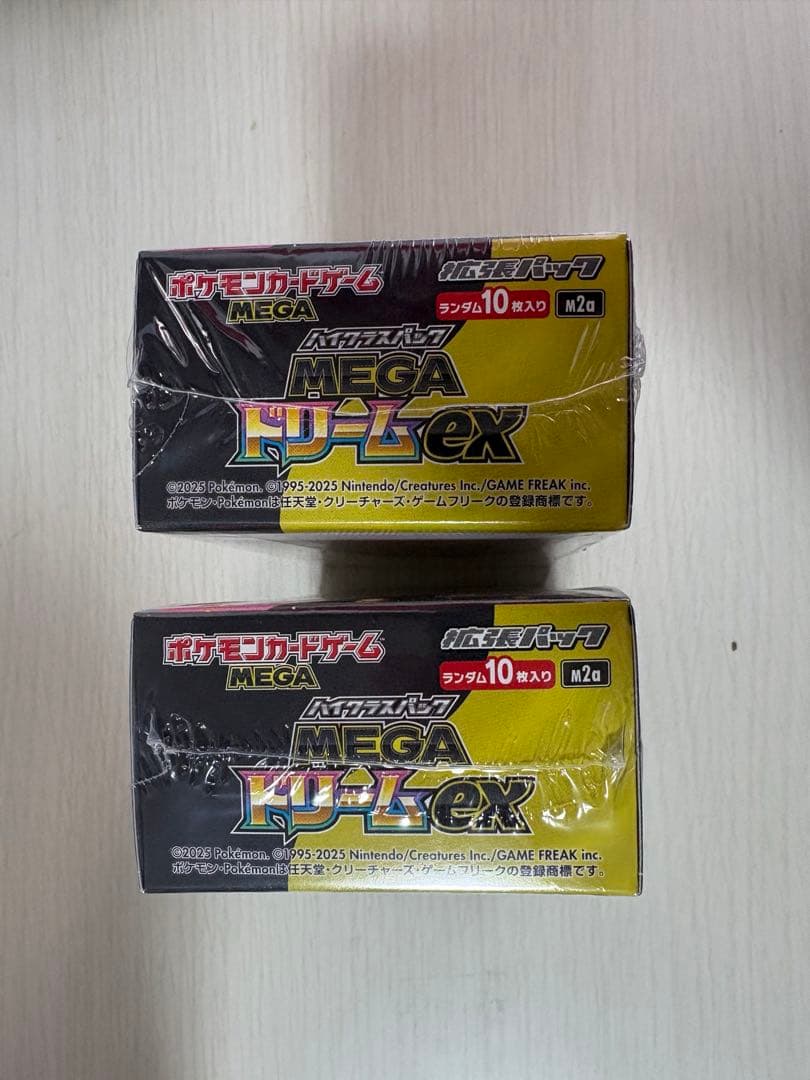 ポケモンカードゲーム
MEGA
拡張パック
ランダム10枚入り M2a
ハイクラスパック
MEGA
ドリームex
©2025 Pokémon. ©1995-2025 Nintendo/Creatures Inc./GAME FREAK inc.
ポケモン・Pokémonは任天堂・クリーチャーズ・ゲームフリークの登録商標です。
ポケモンカードゲーム
MEGA
拡張パック
ランダム10枚入り M2a
ハイクラスパック
MEGA
ドリームex
©2025 Pokémon. ©1995-2025 Nintendo/Creatures Inc./GAME FREAK inc.
ポケモン・Pokémonは任天堂・クリーチャーズ・ゲームフリークの登録商標です。